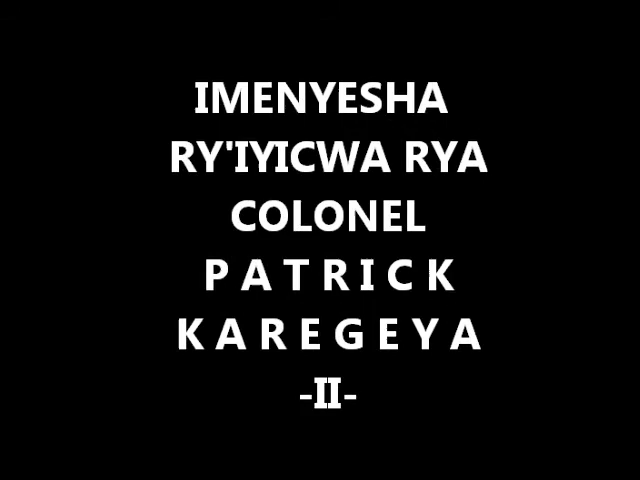 IMENYESHA
RY'IYICWA RYA
COLONEL
P A T R I C K
K A R E G E Y A
-II-